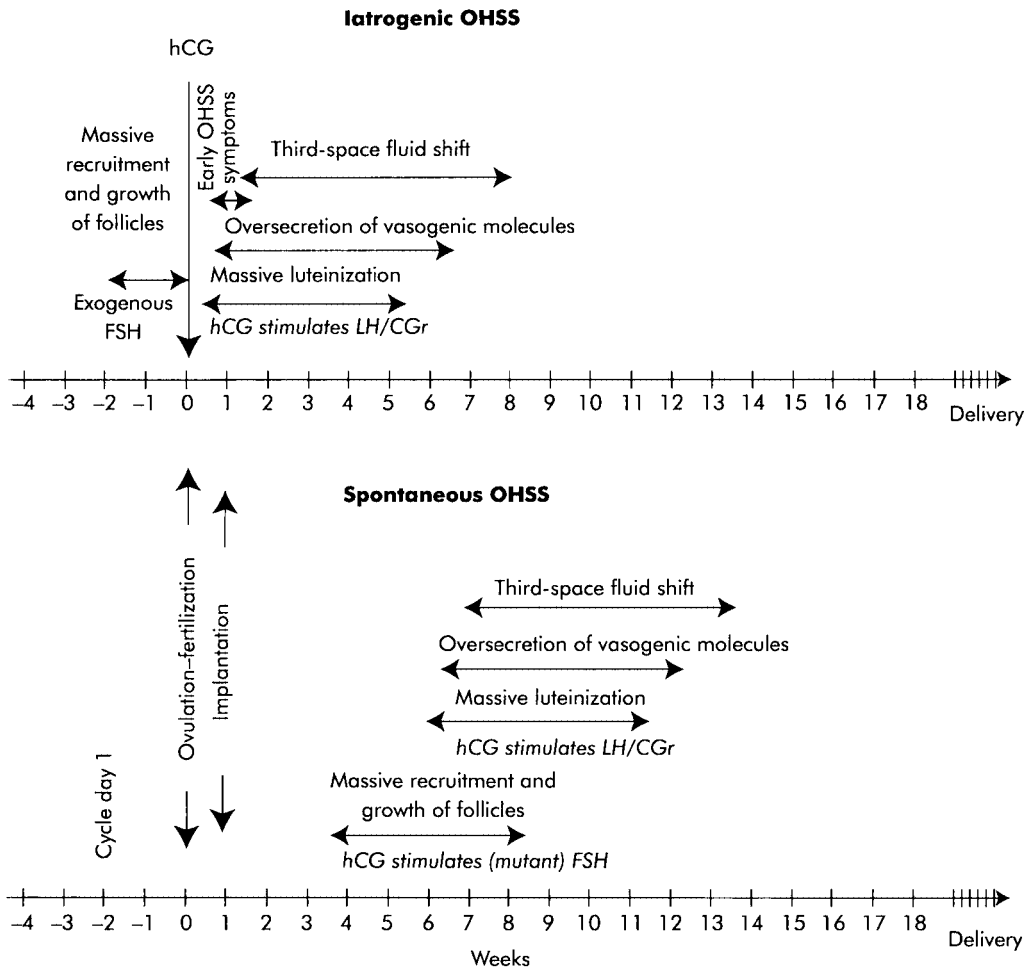 Iatrogenic OHSS
hCG
Early OHSS
symptoms
Massive
recruitment
and growth
of follicles
Third-space fluid shift
Oversecretion of vasogenic molecules
Massive luteinization
Exogenous
FSH
hCG stimulates LH/CGr
–4 –3 –2 –1 0 1 2 3 4 5 6 7 8 9 10 11 12 13 14 15 16 17 18
Delivery
Spontaneous OHSS
Cycle day 1
Ovulation–fertilization
Implantation
Third-space fluid shift
Oversecretion of vasogenic molecules
Massive luteinization
hCG stimulates LH/CGr
Massive recruitment and
growth of follicles
hCG stimulates (mutant) FSH
–4 –3 –2 –1 0 1 2 3 4 5 6 7 8 9 10 11 12 13 14 15 16 17 18
Delivery
Weeks